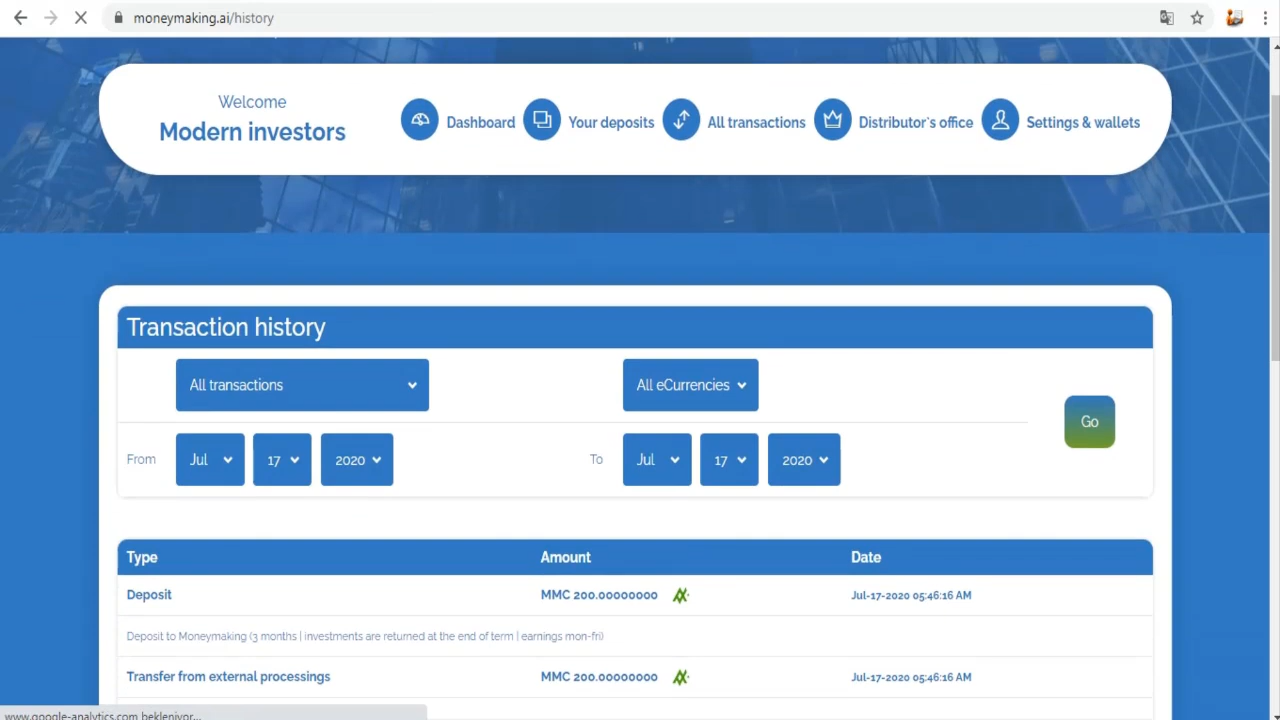 moneymaking.ai/history
Welcome
Modern investors
Dashboard
Your deposits
All transactions
Distributor`s office
Settings & wallets
Transaction history
All transactions
All eCurrencies
Go
From Jul 17 2020 To Jul 17 2020
Type Amount Date
Deposit MMC 200.00000000 Jul-17-2020 05:46:16 AM
Deposit to Moneymaking (3 months | investments are returned at the end of term | earnings mon-fri)
Transfer from external processings MMC 200.00000000 Jul-17-2020 05:46:16 AM
www.google-analytics.com bekleniyor...